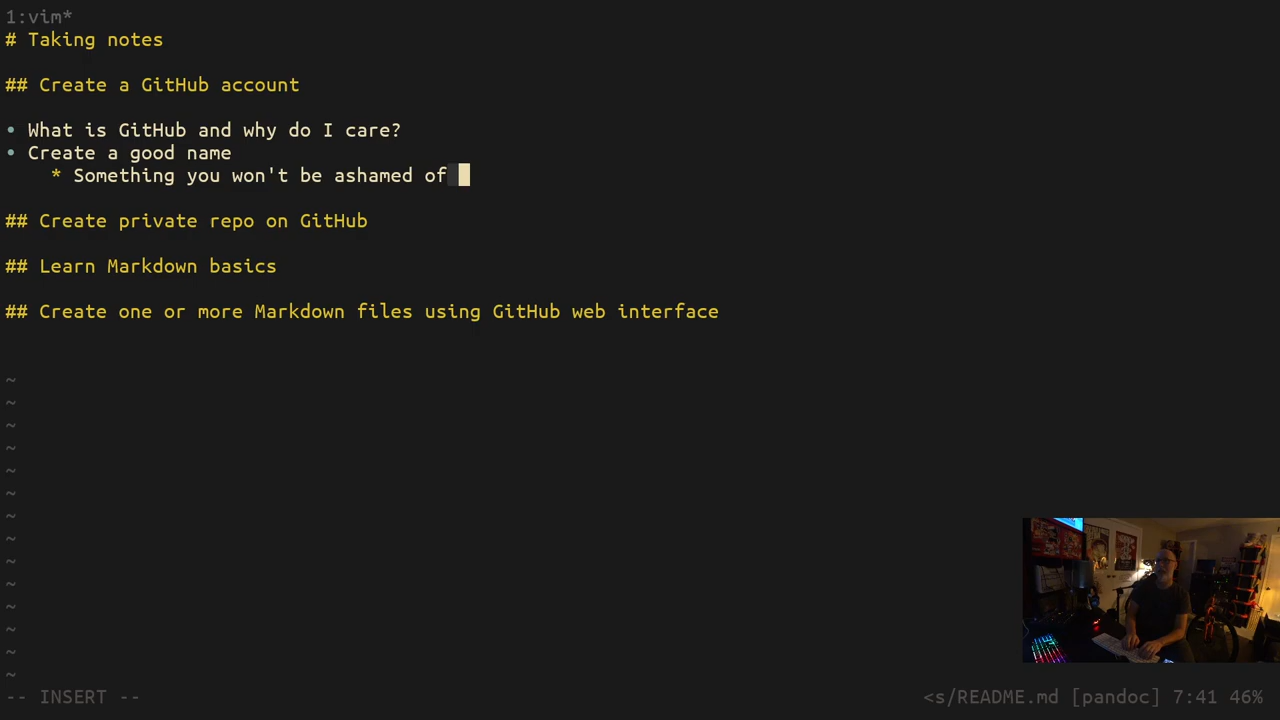 1:vim*
# Taking notes
## Create a GitHub account
• What is GitHub and why do I care?
• Create a good name
* Something you won't be ashamed of
## Create private repo on GitHub
## Learn Markdown basics
## Create one or more Markdown files using GitHub web interface
~
~
~
~
~
~
~
~
~
~
~
~
~
~
-- INSERT -- <s/README.md [pandoc] 7:41 46%